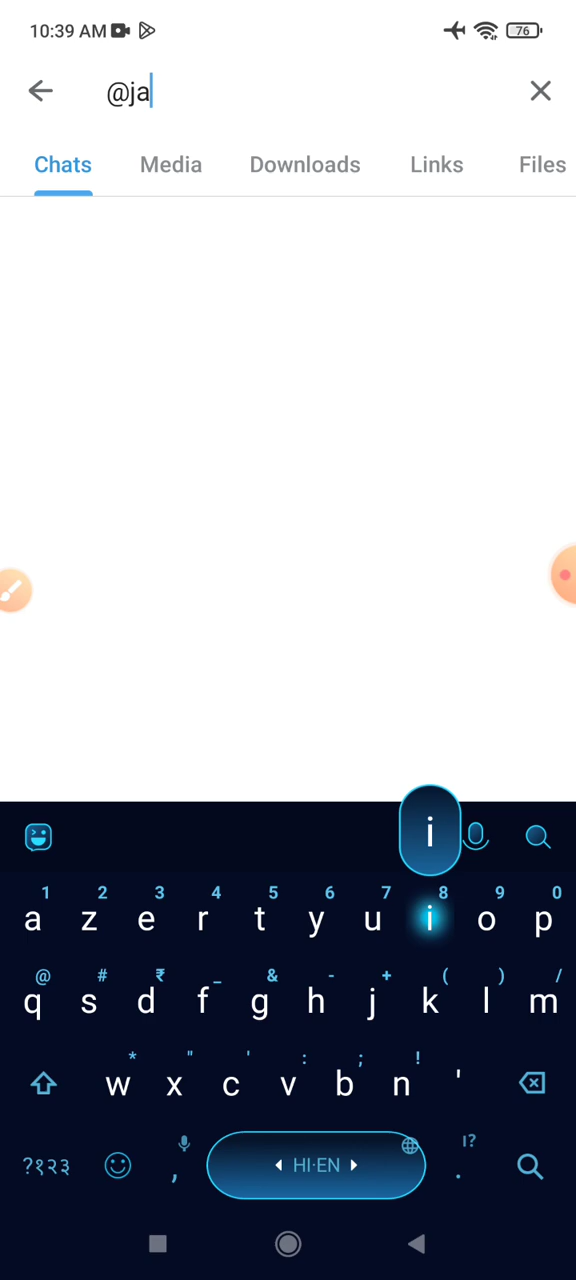 10:39 AM 76
@ja
Chats Media Downloads Links Files
i
1 2 3 4 5 6 7 8 9 0
a z e r t y u i o p
@ # ₹ _ & - + ( ) /
q s d f g h j k l m
* " ' : ; !
w x c v b n '
?१२३ , HI·EN . !?